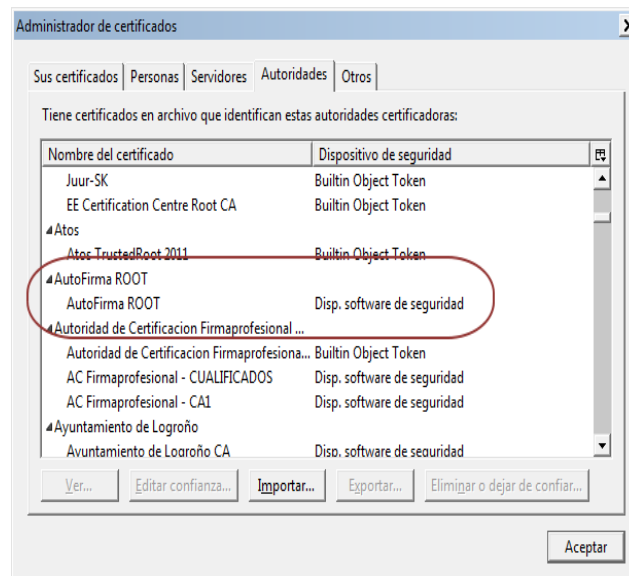 Administrador de certificados
Sus certificados Personas Servidores Autoridades Otros
Tiene certificados en archivo que identifican estas autoridades certificadoras:
Nombre del certificado Dispositivo de seguridad
Juur-SK Builtin Object Token
EE Certification Centre Root CA Builtin Object Token
Atos
Atos TrustedRoot 2011 Builtin Object Token
AutoFirma ROOT
AutoFirma ROOT Disp. software de seguridad
Autoridad de Certificacion Firmaprofesional ...
Autoridad de Certificacion Firmaprofesiona... Builtin Object Token
AC Firmaprofesional - CUALIFICADOS Disp. software de seguridad
AC Firmaprofesional - CA1 Disp. software de seguridad
Ayuntamiento de Logroño
Ayuntamiento de Logroño CA Disp. software de seguridad
Ver... Editar confianza... Importar... Exportar... Eliminar o dejar de confiar...
Aceptar